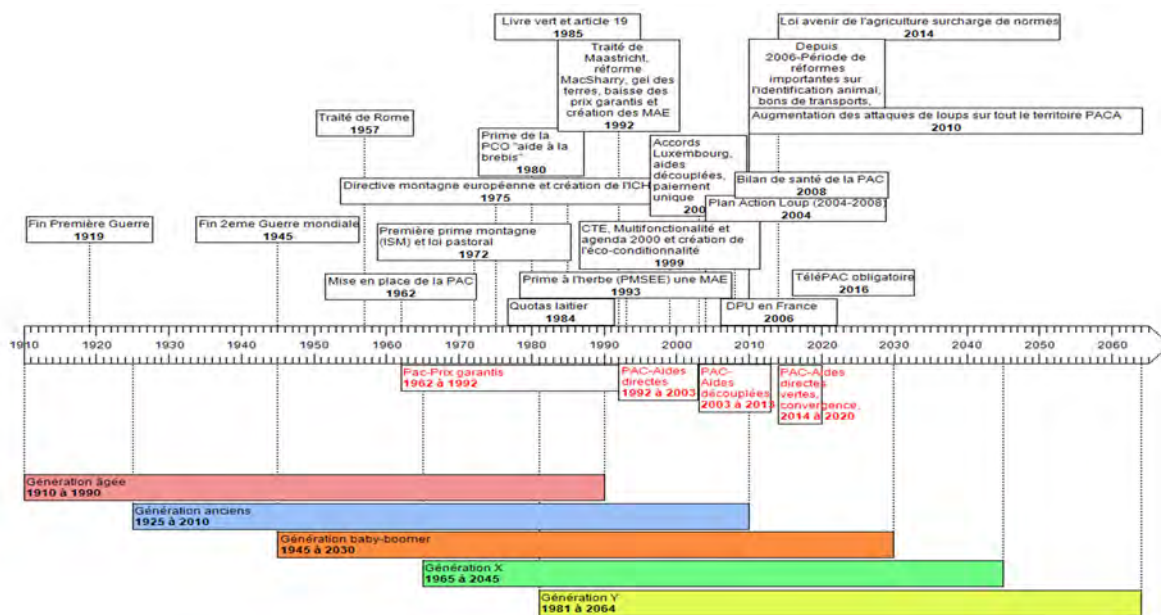 Livre vert et article 19
1985
Loi avenir de l'agriculture surcharge de normes
2014
Traité de
Maastricht,
réforme
MacSharry, gel des
terres, baisse des
prix garantis et
création des MAE
1992
Depuis
2006-Période de
réformes
importantes sur
l'identification animal,
bons de transports,
Traité de Rome
1957
Augmentation des attaques de loups sur tout le territoire PACA
2010
Prime de la
PCO "aide à la
brebis"
1980
Accords
Luxembourg,
aides
découplées,
paiement
unique
200
Directive montagne européenne et création de l'ICH
1975
Bilan de santé de la PAC
2008
Plan Action Loup (2004-2008)
2004
Fin Première Guerre
1919
Fin 2eme Guerre mondiale
1945
Première prime montagne
(ISM) et loi pastoral
1972
CTE, Multifonctionalité et
agenda 2000 et création de
l'éco-conditionnalité
1999
Mise en place de la PAC
1962
Prime à l'herbe (PMSEE) une MAE
1993
TéléPAC obligatoire
2016
Quotas laitier
1984
DPU en France
2006
1910 1920 1930 1940 1950 1960 1970 1980 1990 2000 2010 2020 2030 2040 2050 2060
Pac-Prix garantis
1962 à 1992
PAC-Aides
directes
1992 à 2003
PAC-
Aides
découplées
2003 à 2013
PAC-Aides
directes
vertes,
convergence,
2014 à 2020
Génération âgée
1910 à 1990
Génération anciens
1925 à 2010
Génération baby-boomer
1945 à 2030
Génération X
1965 à 2045
Génération Y
1981 à 2064